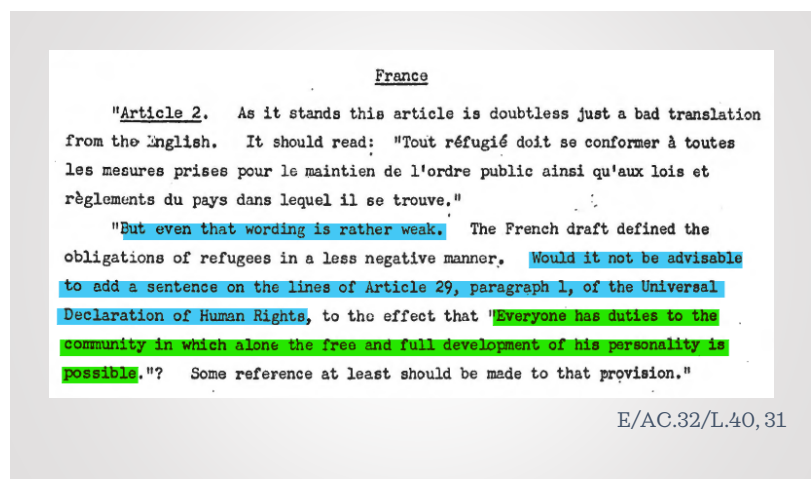 France
"Article 2. As it stands this article is doubtless just a bad translation
from the English. It should read: "Tout réfugié doit se conformer à toutes
les mesures prises pour le maintien de l'ordre public ainsi qu'aux lois et
règlements du pays dans lequel il se trouve."
"But even that wording is rather weak. The French draft defined the
obligations of refugees in a less negative manner. Would it not be advisable
to add a sentence on the lines of Article 29, paragraph 1, of the Universal
Declaration of Human Rights, to the effect that "Everyone has duties to the
community in which alone the free and full development of his personality is
possible."? Some reference at least should be made to that provision."
E/AC.32/L.40, 31